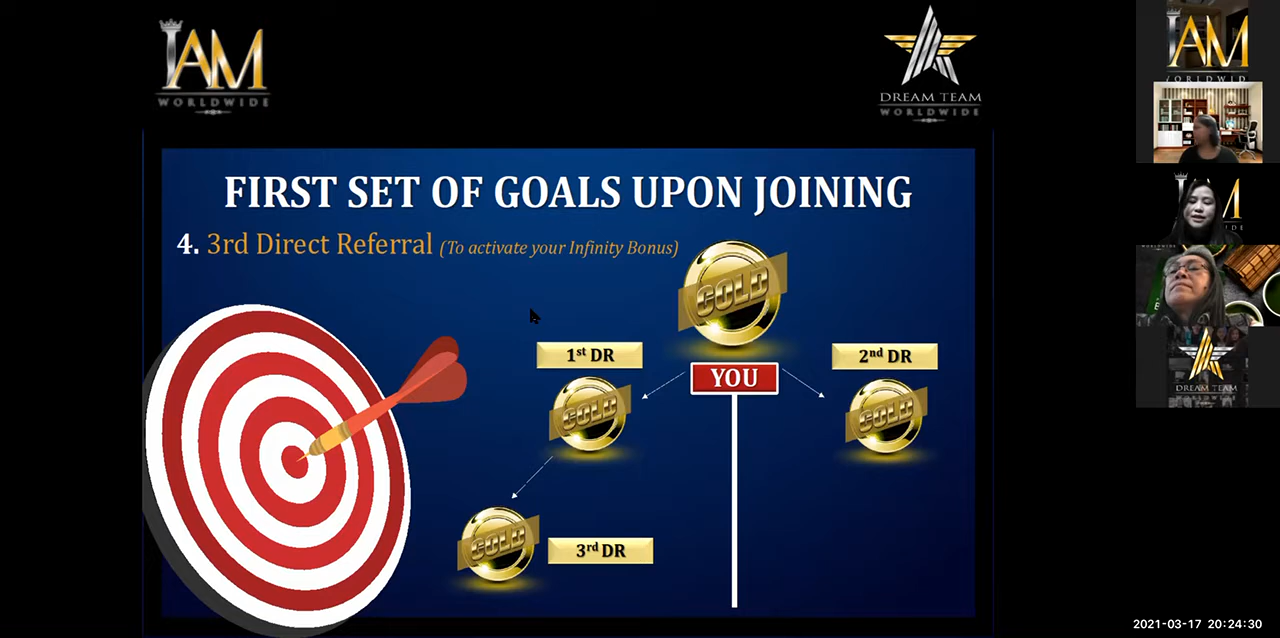 IAM
WORLDWIDE
DREAM TEAM
WORLDWIDE
FIRST SET OF GOALS UPON JOINING
4. 3rd Direct Referral (To activate your Infinity Bonus)
GOLD
1st DR
2nd DR
YOU
GOLD
GOLD
GOLD
3rd DR
IAM
WORLDWIDE
DREAM TEAM
WORLDWIDE
2021-03-17 20:24:30